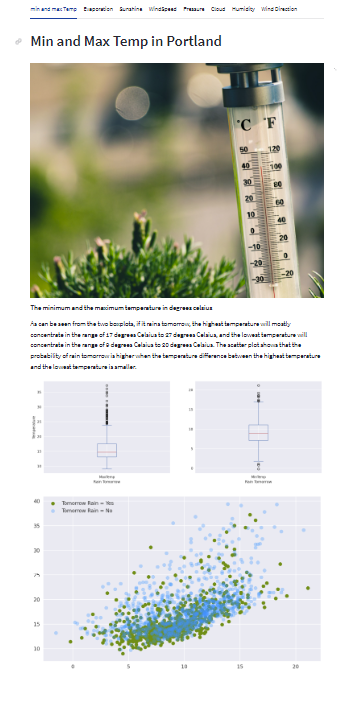 min and max Temp Evaporation Sunshine WindSpeed Pressure Cloud Humidity Wind Direction
Min and Max Temp in Portland
°C °F
50 120
40 100
30 80
20 60
10 40
0
-10 20
-20 0
-30 -20
The minimum and the maximum temperature in degrees celsius
As can be seen from the two boxplots, if it rains tomorrow, the highest temperature will mostly
concentrate in the range of 17 degrees Celsius to 27 degrees Celsius, and the lowest temperature will
concentrate in the range of 9 degrees Celsius to 20 degrees Celsius. The scatter plot shows that the
probability of rain tomorrow is higher when the temperature difference between the highest temperature
and the lowest temperature is smaller.
35 20
30 15
25 10
20 5
15 0
10
Temperature
MaxTemp MinTemp
Rain Tomorrow Rain Tomorrow
Tomorrow Rain = Yes
Tomorrow Rain = No
40
35
30
25
20
15
10
0 5 10 15 20